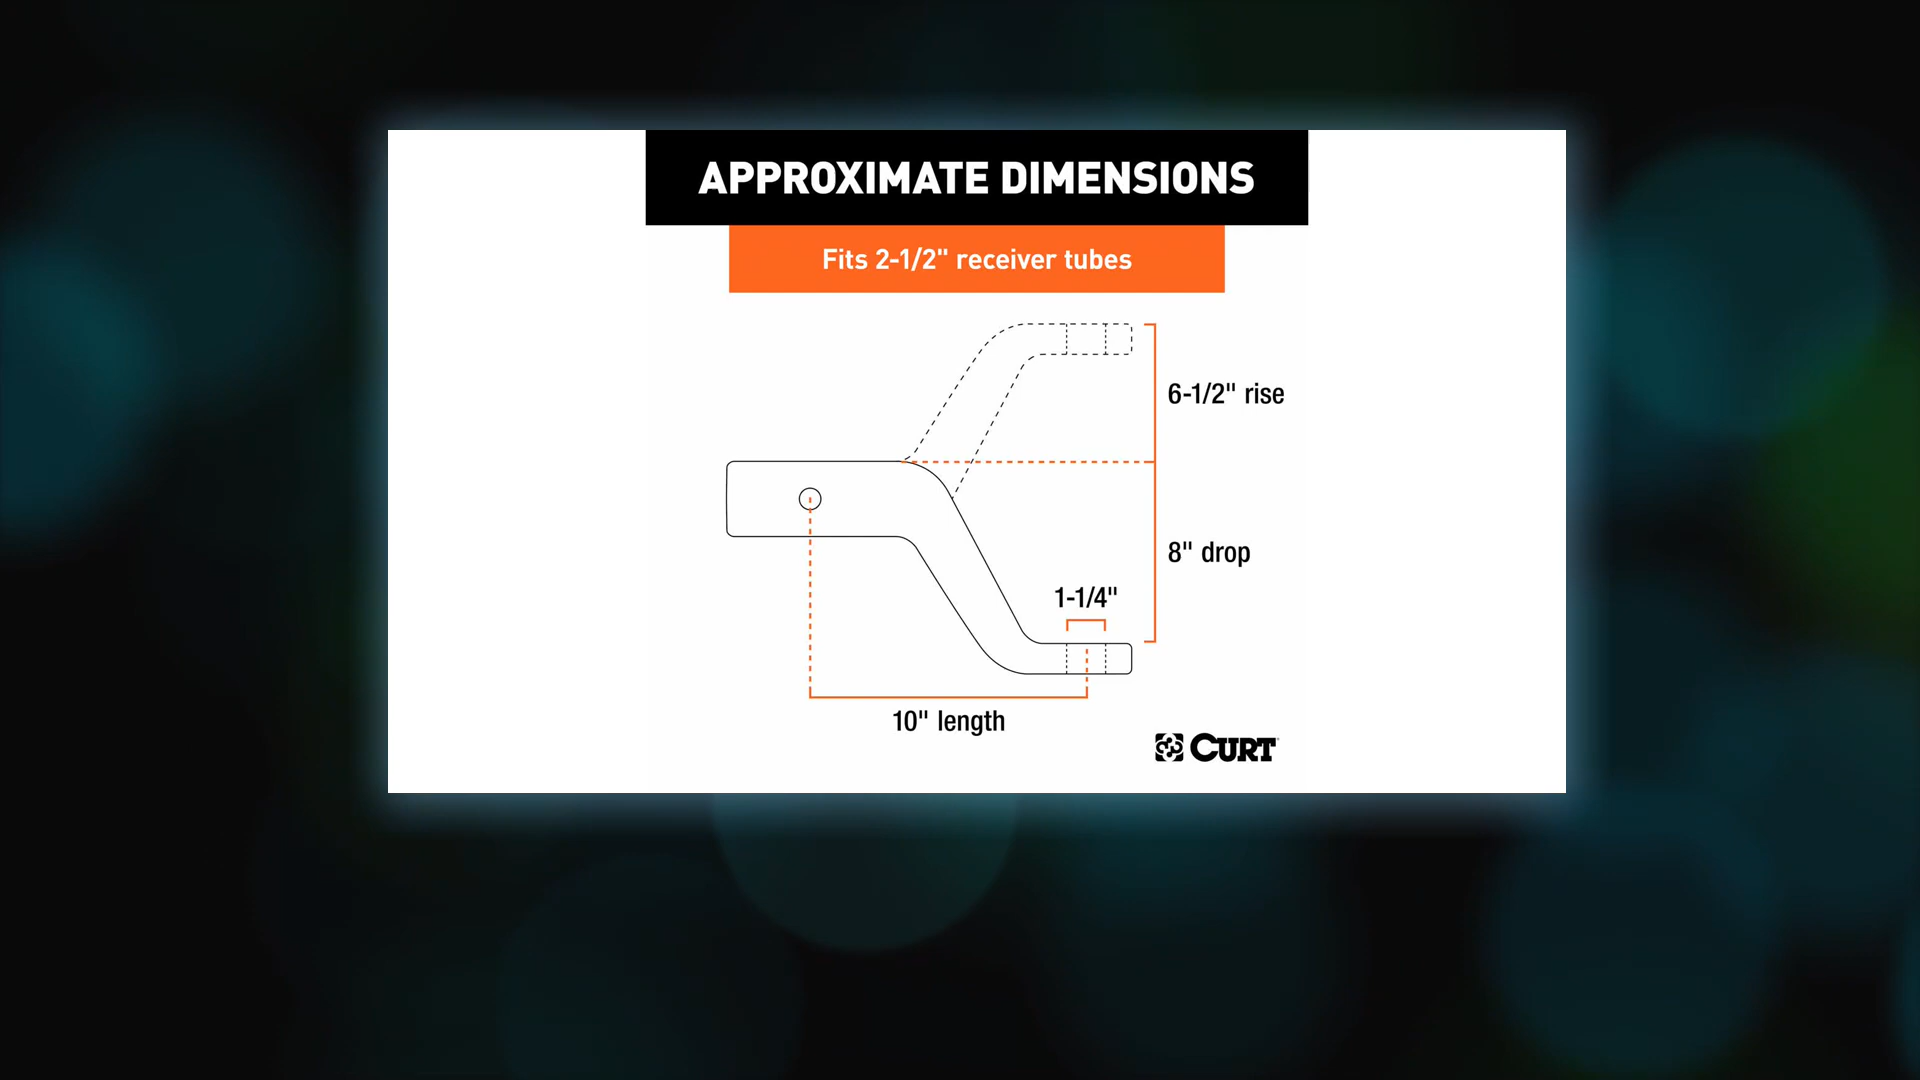 APPROXIMATE DIMENSIONS
Fits 2-1/2" receiver tubes
6-1/2" rise
8" drop
1-1/4"
10" length
CURT